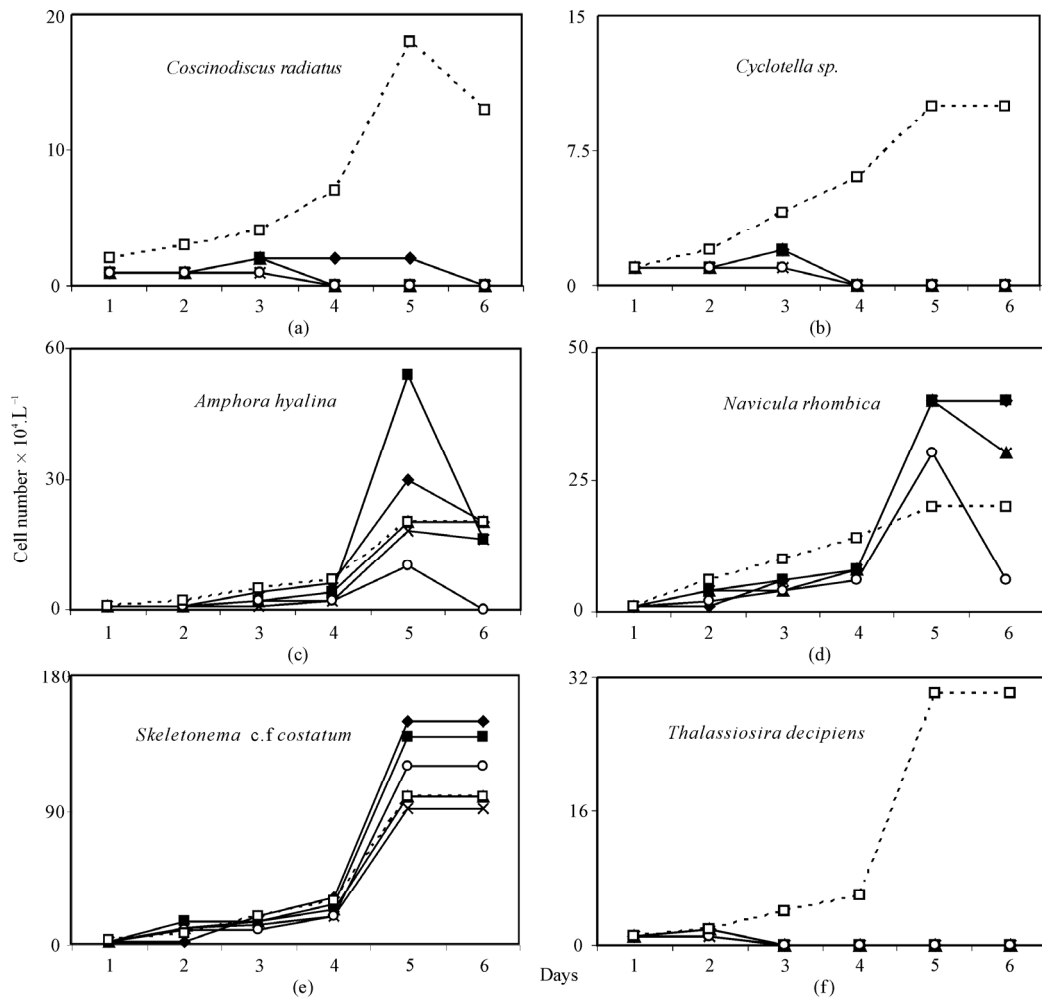 20
10
0
Coscinodiscus radiatus
1 2 3 4 5 6
(a)
15
7.5
0
Cyclotella sp.
1 2 3 4 5 6
(b)
60
30
0
Amphora hyalina
1 2 3 4 5 6
(c)
50
25
0
Navicula rhombica
1 2 3 4 5 6
(d)
Cell number × 10⁴.L⁻¹
180
90
0
Skeletonema c.f costatum
1 2 3 4 5 6
(e)
32
16
0
Thalassiosira decipiens
1 2 3 4 5 6
(f)
Days